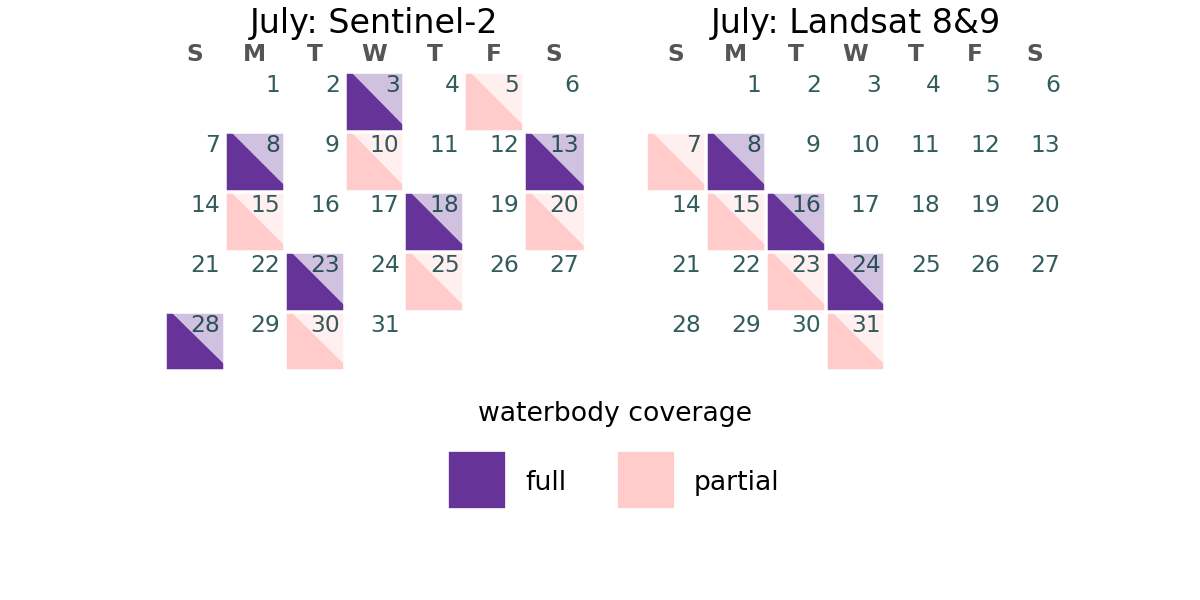 July: Sentinel-2
S M T W T F S
1 2 3 4 5 6
7 8 9 10 11 12 13
14 15 16 17 18 19 20
21 22 23 24 25 26 27
28 29 30 31
July: Landsat 8&9
S M T W T F S
1 2 3 4 5 6
7 8 9 10 11 12 13
14 15 16 17 18 19 20
21 22 23 24 25 26 27
28 29 30 31
waterbody coverage
full partial